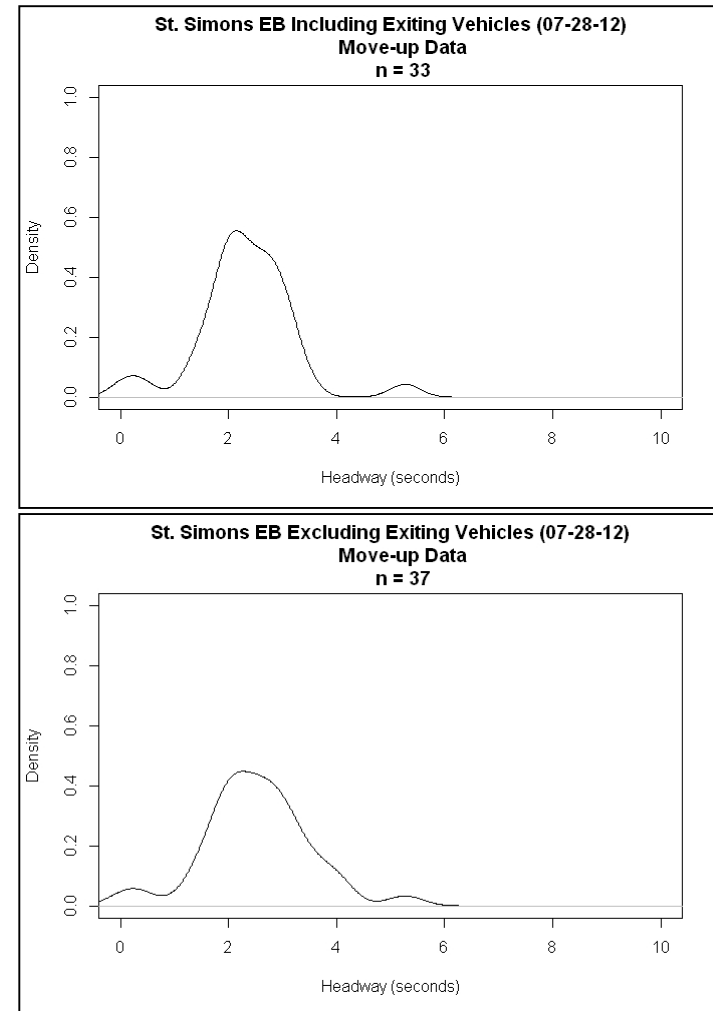 St. Simons EB Including Exiting Vehicles (07-28-12)
Move-up Data
n = 33
1.0
0.8
0.6
0.4
0.2
0.0
Density
0 2 4 6 8 10
Headway (seconds)
St. Simons EB Excluding Exiting Vehicles (07-28-12)
Move-up Data
n = 37
1.0
0.8
0.6
0.4
0.2
0.0
Density
0 2 4 6 8 10
Headway (seconds)